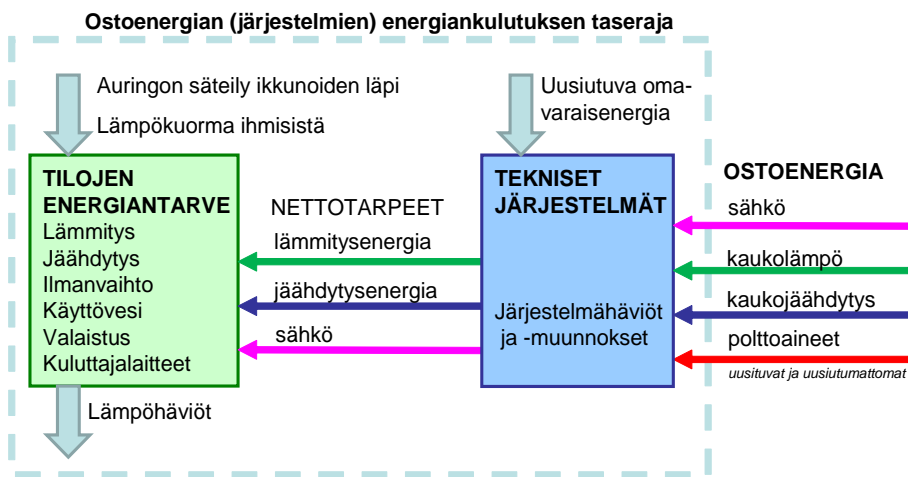 Ostoenergian (järjestelmien) energiankulutuksen taseraja
Auringon säteily ikkunoiden läpi
Lämpökuorma ihmisistä
Uusiutuva oma-
varaisenergia
TILOJEN
ENERGIANTARVE
Lämmitys
Jäähdytys
Ilmanvaihto
Käyttövesi
Valaistus
Kuluttajalaitteet
NETTOTARPEET
lämmitysenergia
jäähdytysenergia
sähkö
TEKNISET
JÄRJESTELMÄT
Järjestelmähäviöt
ja -muunnokset
OSTOENERGIA
sähkö
kaukolämpö
kaukojäähdytys
polttoaineet
uusituvat ja uusiutumattomat
Lämpöhäviöt